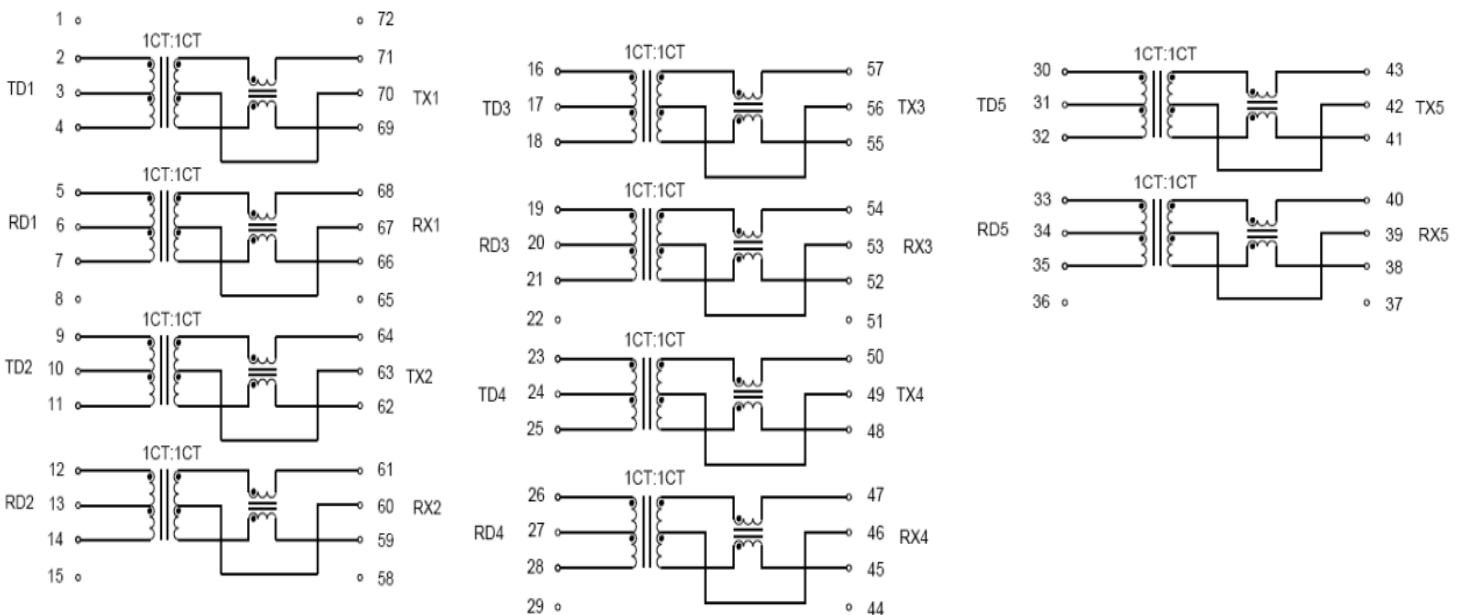 1 72
1CT:1CT
2 71
TD1 3 70 TX1
4 69
1CT:1CT
5 68
RD1 6 67 RX1
7 66
8 65
1CT:1CT
9 64
TD2 10 63 TX2
11 62
1CT:1CT
12 61
RD2 13 60 RX2
14 59
15 58
1CT:1CT
16 57
TD3 17 56 TX3
18 55
1CT:1CT
19 54
RD3 20 53 RX3
21 52
22 51
1CT:1CT
23 50
TD4 24 49 TX4
25 48
1CT:1CT
26 47
RD4 27 46 RX4
28 45
29 44
1CT:1CT
30 43
TD5 31 42 TX5
32 41
1CT:1CT
33 40
RD5 34 39 RX5
35 38
36 37